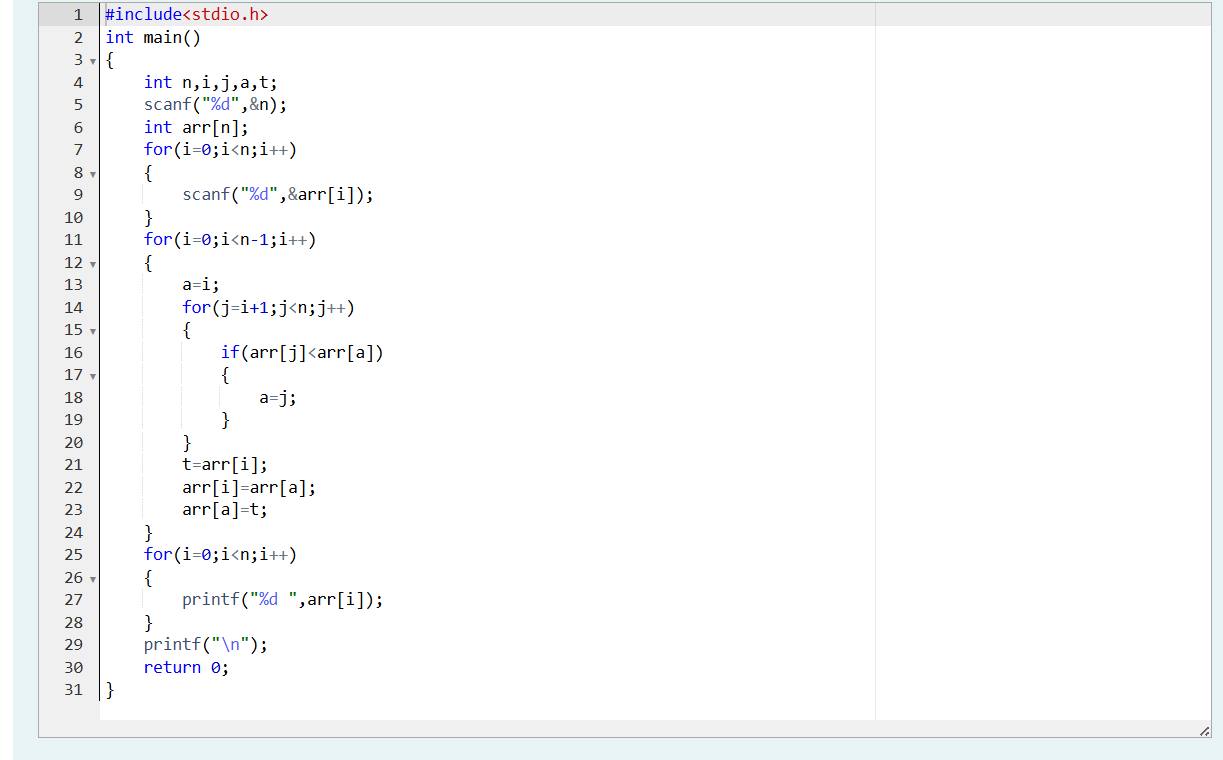 1 #include<stdio.h>
2 int main()
3 {
4     int n,i,j,a,t;
5     scanf("%d",&n);
6     int arr[n];
7     for(i=0;i<n;i++)
8     {
9         scanf("%d",&arr[i]);
10     }
11     for(i=0;i<n-1;i++)
12     {
13         a=i;
14         for(j=i+1;j<n;j++)
15         {
16             if(arr[j]<arr[a])
17             {
18                 a=j;
19             }
20         }
21         t=arr[i];
22         arr[i]=arr[a];
23         arr[a]=t;
24     }
25     for(i=0;i<n;i++)
26     {
27         printf("%d ",arr[i]);
28     }
29     printf("\n");
30     return 0;
31 }